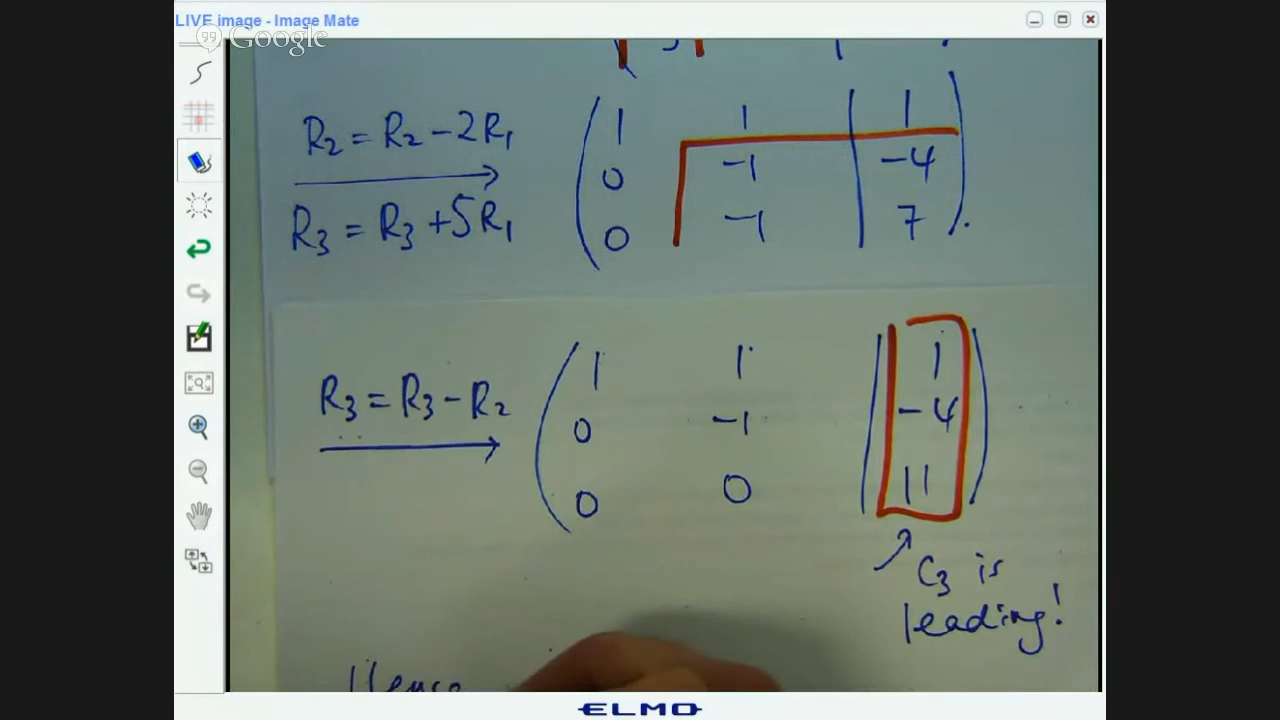 LIVE image - Image Mate
Google
R₂ = R₂ - 2R₁
R₃ = R₃ + 5R₁
1 1 | 1
0 -1 | -4
0 -1 | 7 .
R₃ = R₃ - R₂
1 1 | 1
0 -1 | -4
0 0 | 11
C₃ is
leading!
Hence
ELMO